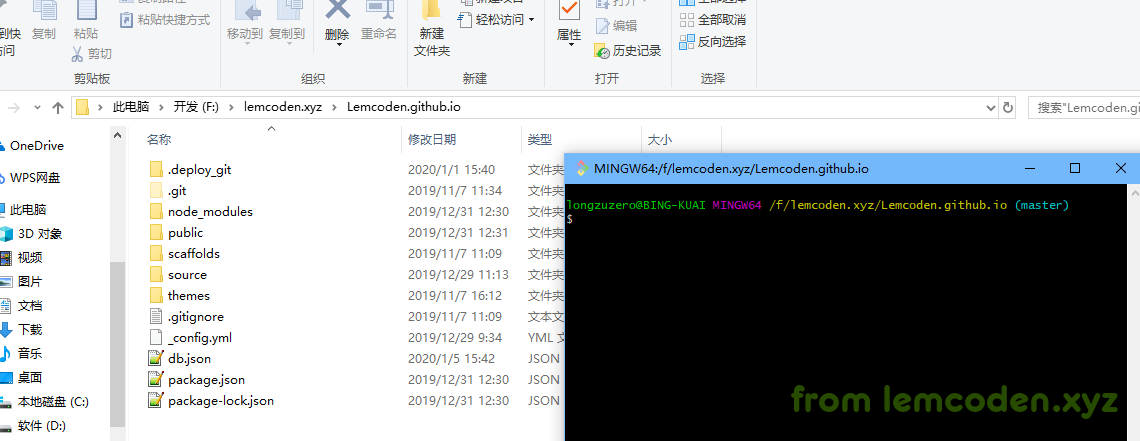 复制
粘贴
粘贴快捷方式
剪切
剪贴板
移动到 复制到
删除 重命名
组织
新建
文件夹
轻松访问
新建
属性
打开
编辑
历史记录
打开
全部取消
反向选择
选择
此电脑 开发 (F:) lemcoden.xyz Lemcoden.github.io
搜索"Lemcoden.gi
名称 修改日期 类型 大小
OneDrive
WPS网盘
此电脑
3D 对象
视频
图片
文档
下载
音乐
桌面
本地磁盘 (C:)
软件 (D:)
.deploy_git 2020/1/1 15:40 文件夹
.git 2019/11/7 11:34 文件夹
node_modules 2019/12/31 12:30 文件夹
public 2019/12/31 12:31 文件夹
scaffolds 2019/11/7 11:09 文件夹
source 2019/12/29 11:13 文件夹
themes 2019/11/7 16:12 文件夹
.gitignore 2019/11/7 11:09 文本文
_config.yml 2019/12/29 9:34 YML 文
db.json 2020/1/5 15:42 JSON
package.json 2019/12/31 12:30 JSON
package-lock.json 2019/12/31 12:30 JSON
MINGW64:/f/lemcoden.xyz/Lemcoden.github.io
longzuzero@BING-KUAI MINGW64 /f/lemcoden.xyz/Lemcoden.github.io (master)
$
from lemcoden.xyz